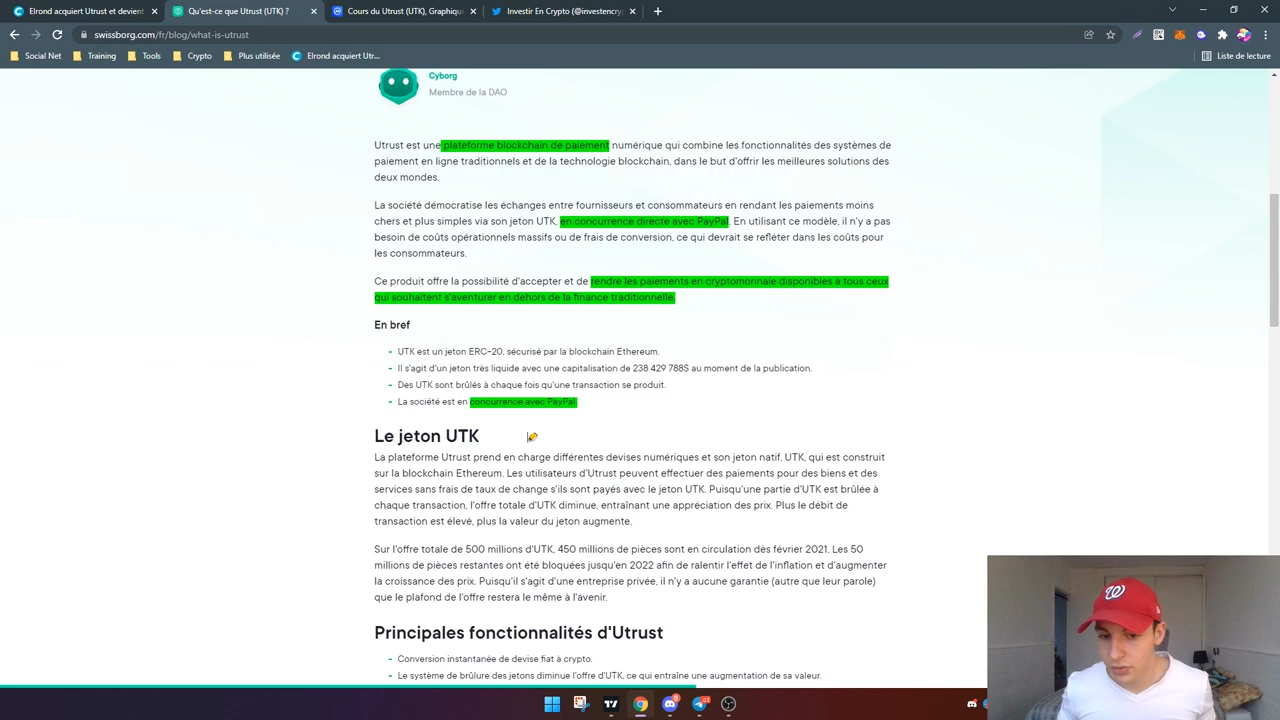 Elrond acquiert Utrust et devient
Qu'est-ce que Utrust (UTK) ?
Cours du Utrust (UTK), Graphique
Investir En Crypto (@investencry
swissborg.com/fr/blog/what-is-utrust
Social Net
Training
Crypto
Tools
Plus utilisée
Elrond acquiert Utr...
Liste de lecture
Cyborg
Membre de la DAO
Utrust est une plateforme blockchain de paiement numérique qui combine les fonctionnalités des systèmes de
paiement en ligne traditionnels et de la technologie blockchain, dans le but d'offrir les meilleures solutions des
deux mondes.
La société démocratise les échanges entre fournisseurs et consommateurs en rendant les paiements moins
chers et plus simples via son jeton UTK, en concurrence directe avec PayPal. En utilisant ce modèle, il n'y a pas
besoin de coûts opérationnels massifs ou de frais de conversion, ce qui devrait se refléter dans les coûts pour
les consommateurs.
Ce produit offre la possibilité d'accepter et de rendre les paiements en cryptomonnaie disponibles à tous ceux
qui souhaitent s'aventurer en dehors de la finance traditionnelle.
En bref
- UTK est un jeton ERC-20, sécurisé par la blockchain Ethereum.
- Il s'agit d'un jeton très liquide avec une capitalisation de 238 429 788$ au moment de la publication.
- Des UTK sont brûlés à chaque fois qu'une transaction se produit.
- La société est en concurrence avec PayPal.
Le jeton UTK
La plateforme Utrust prend en charge différentes devises numériques et son jeton natif, UTK, qui est construit
sur la blockchain Ethereum. Les utilisateurs d'Utrust peuvent effectuer des paiements pour des biens et des
services sans frais de taux de change s'ils sont payés avec le jeton UTK. Puisqu'une partie d'UTK est brûlée à
chaque transaction, l'offre totale d'UTK diminue, entraînant une appréciation des prix. Plus le débit de
transaction est élevé, plus la valeur du jeton augmente.
Sur l'offre totale de 500 millions d'UTK, 450 millions de pièces sont en circulation dès février 2021. Les 50
millions de pièces restantes ont été bloquées jusqu'en 2022 afin de ralentir l'effet de l'inflation et d'augmenter
la croissance des prix. Puisqu'il s'agit d'une entreprise privée, il n'y a aucune garantie (autre que leur parole)
que le plafond de l'offre restera le même à l'avenir.
Principales fonctionnalités d'Utrust
- Conversion instantanée de devise fiat à crypto.
- Le système de brûlure des jetons diminue l'offre d'UTK, ce qui entraîne une augmentation de sa valeur.
W